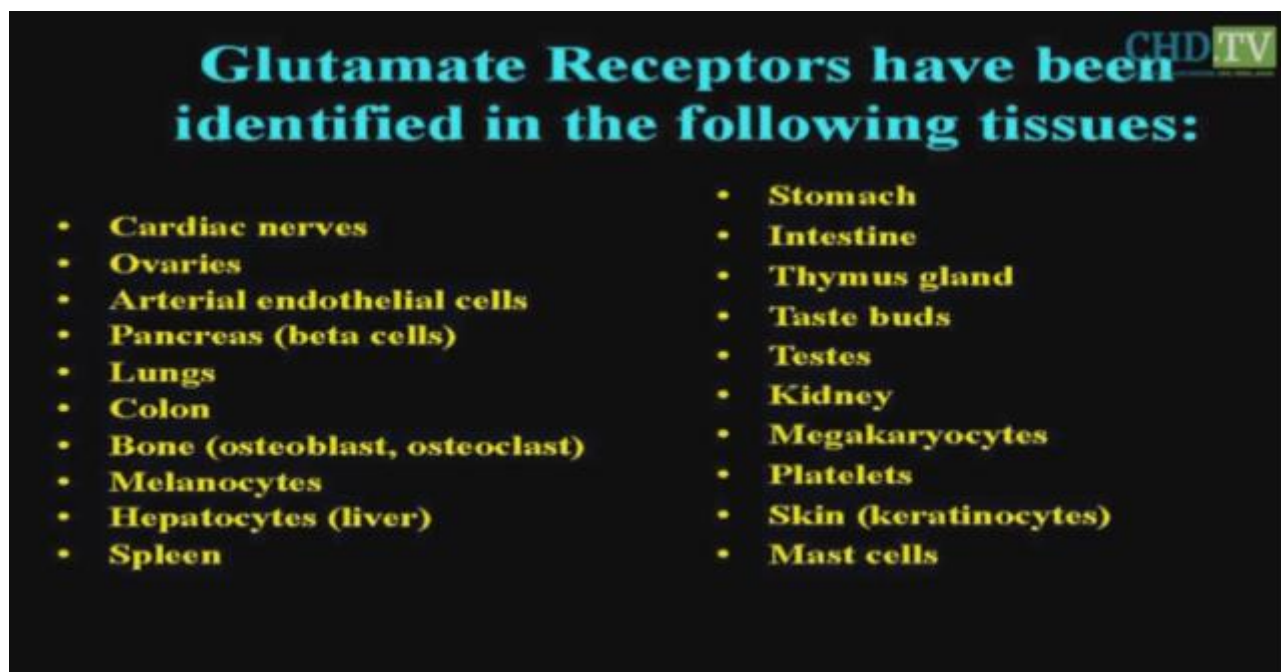 CHD.TV
Glutamate Receptors have been
identified in the following tissues:
• Cardiac nerves
• Ovaries
• Arterial endothelial cells
• Pancreas (beta cells)
• Lungs
• Colon
• Bone (osteoblast, osteoclast)
• Melanocytes
• Hepatocytes (liver)
• Spleen
• Stomach
• Intestine
• Thymus gland
• Taste buds
• Testes
• Kidney
• Megakaryocytes
• Platelets
• Skin (keratinocytes)
• Mast cells